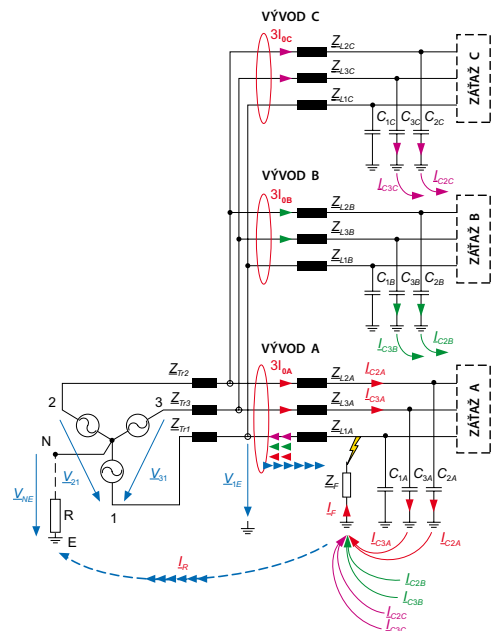 VÝVOD C
3I0C
ZL2C
ZL3C
ZL1C
C1C C3C C2C
IC3C
IC2C
ZÁŤAŽ C
VÝVOD B
3I0B
ZL2B
ZL3B
ZL1B
C1B C3B C2B
IC3B
IC2B
ZÁŤAŽ B
VÝVOD A
3I0A
ZTr2
ZTr3
ZTr1
ZL2A
ZL3A
ZL1A
IC2A
IC3A
C1A C3A C2A
ZÁŤAŽ A
2
3
1
N
V21
V31
VNE
V1E
R
E
ZF
IF
IR
IC3A
IC2A
IC2B
IC3B
IC2C
IC3C